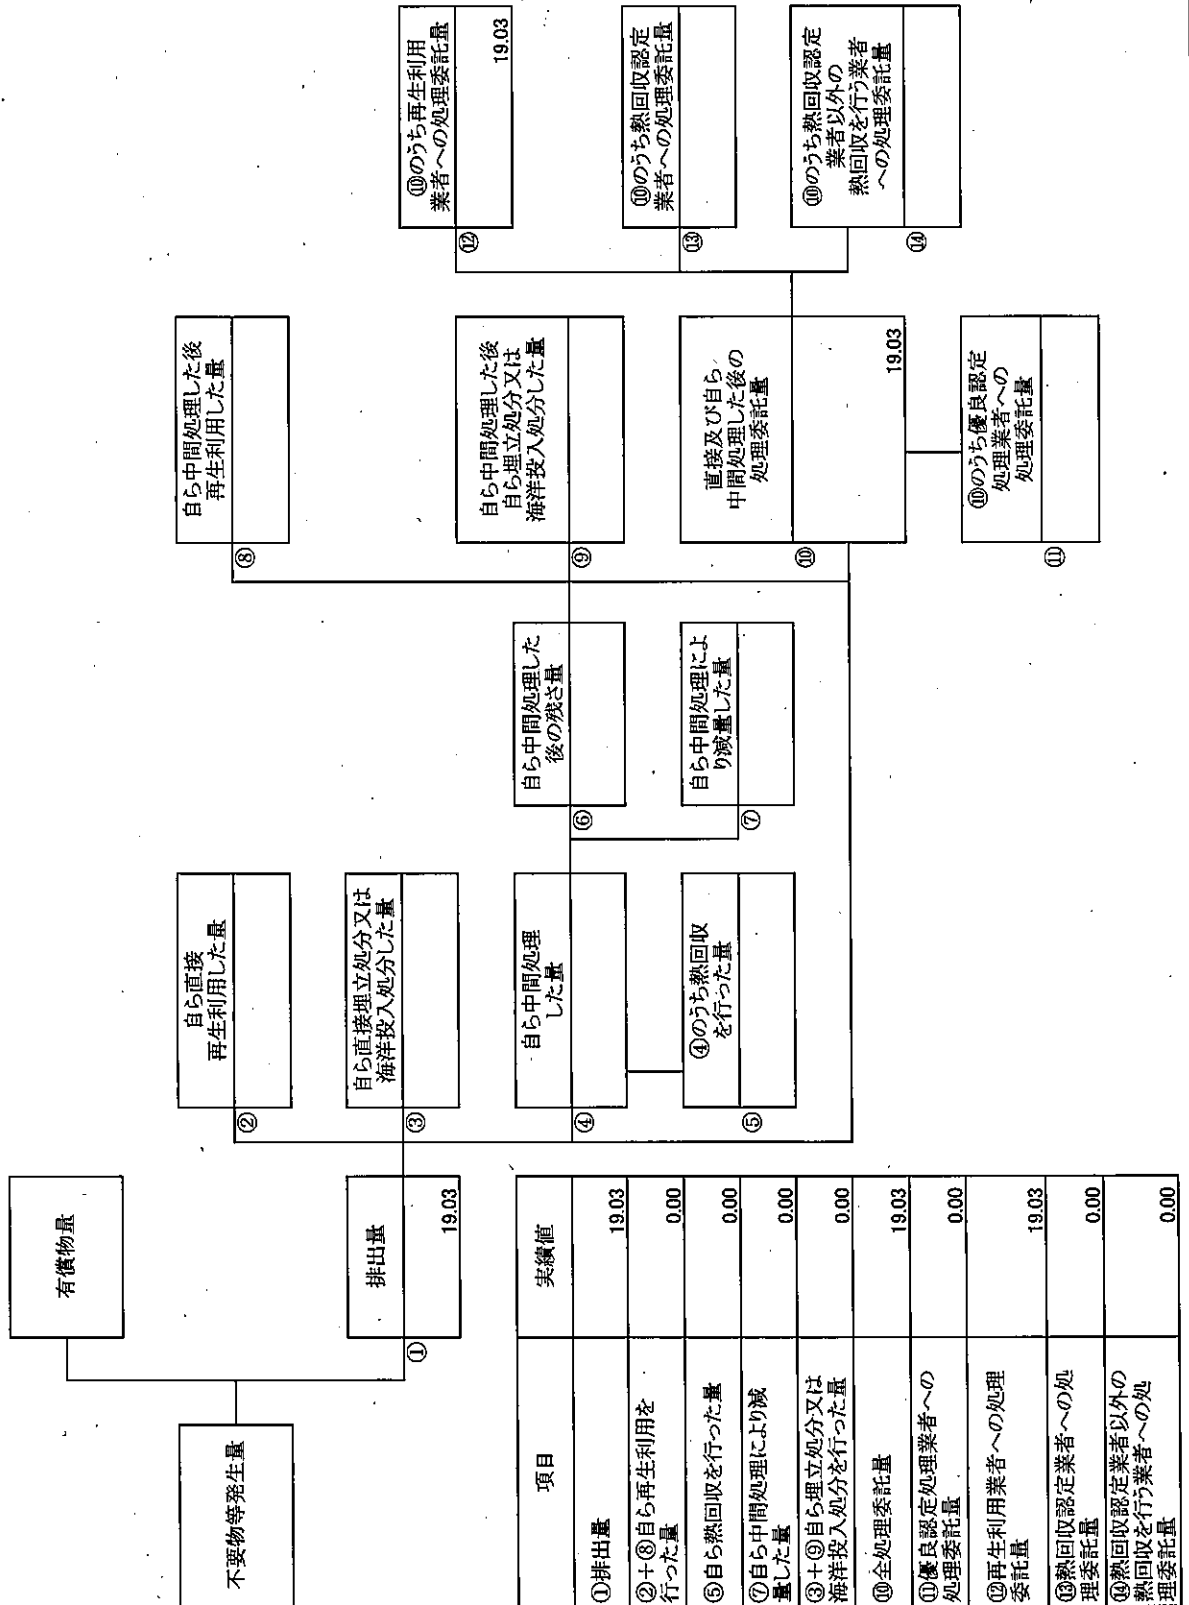 不要物等発生量
有償物量
排出量
①
19.03
自ら直接
再生利用した量
②
自ら直接埋立処分又は
海洋投入処分した量
③
自ら中間処理
した量
④
④のうち熱回収
を行った量
⑤
自ら中間処理した
後の残さ量
⑥
自ら中間処理によ
り減量した量
⑦
自ら中間処理した後
再生利用した量
⑧
自ら中間処理した後
自ら埋立処分又は
海洋投入処分した量
⑨
直接及び自ら
中間処理した後の
処理委託量
⑩
19.03
⑩のうち優良認定
処理業者への
処理委託量
⑪
⑩のうち再生利用
業者への処理委託量
⑫
19.03
⑩のうち熱回収認定
業者への処理委託量
⑬
⑩のうち熱回収認定
業者以外の
熱回収を行う業者
への処理委託量
⑭
項目
実績値
①排出量
19.03
②+⑧自ら再生利用を
行った量
0.00
⑤自ら熱回収を行った量
0.00
⑦自ら中間処理により減
量した量
0.00
③+⑨自ら埋立処分又は
海洋投入処分を行った量
0.00
⑩全処理委託量
19.03
⑪優良認定処理業者への
処理委託量
0.00
⑫再生利用業者への処理
委託量
19.03
⑬熱回収認定業者への処
理委託量
0.00
⑭熱回収認定業者以外の
熱回収を行う業者への処
理委託量
0.00